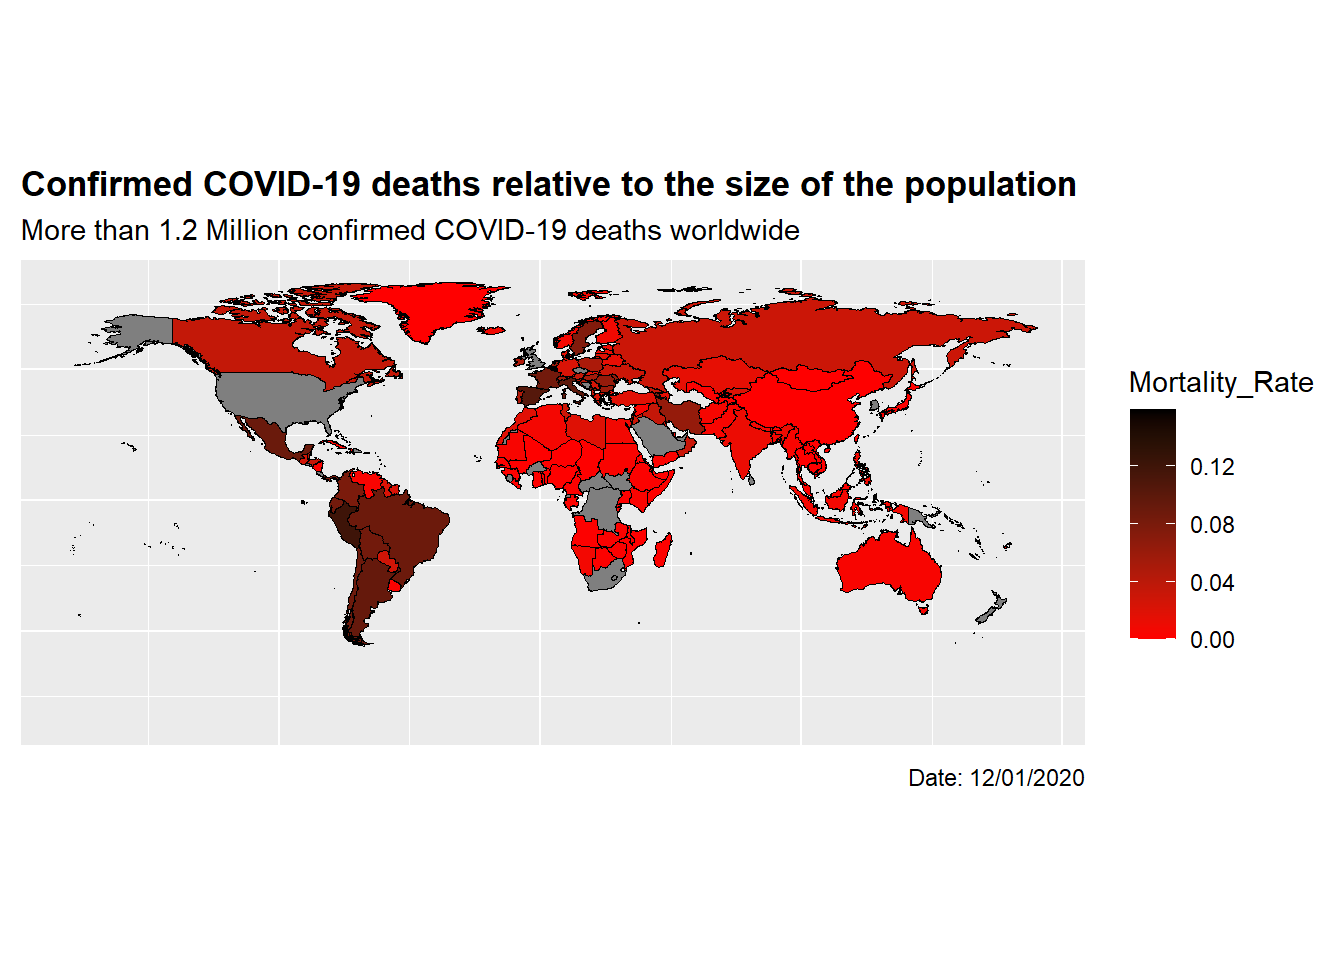 Confirmed COVID-19 deaths relative to the size of the population
More than 1.2 Million confirmed COVID-19 deaths worldwide
Mortality_Rate
0.12
0.08
0.04
0.00
Date: 12/01/2020